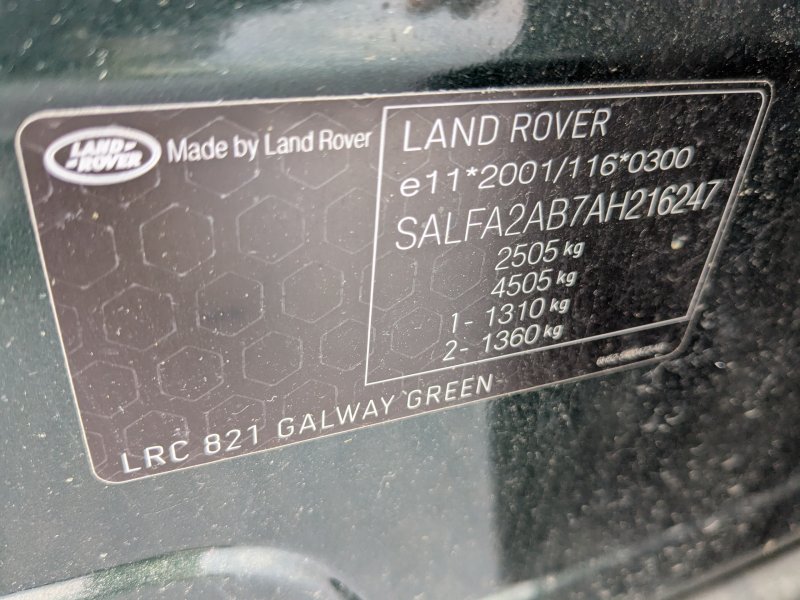 LAND ROVER
Made by Land Rover
LAND ROVER
e11*2001/116*0300
SALFA2AB7AH216247
2505 kg
4505 kg
1- 1310 kg
2- 1360 kg
LRC 821 GALWAY GREEN